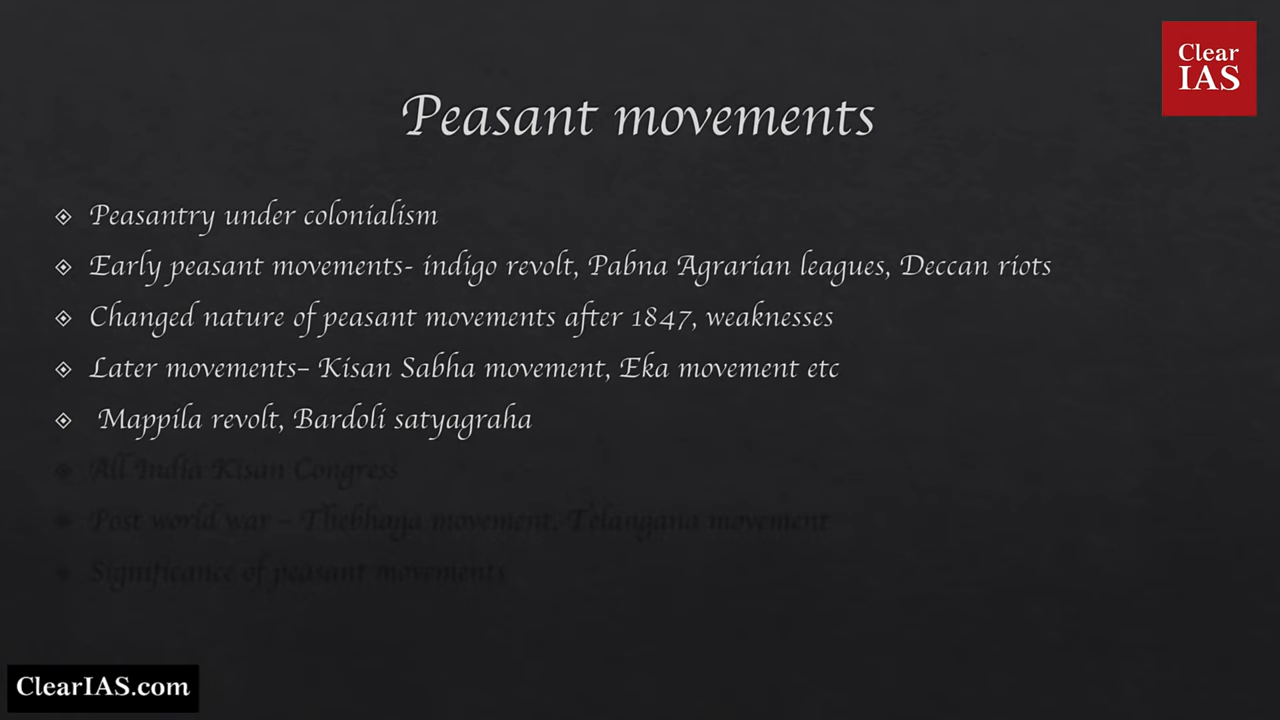 Clear
IAS
Peasant movements
Peasantry under colonialism
Early peasant movements- indigo revolt, Pabna Agrarian leagues, Deccan riots
Changed nature of peasant movements after 1847, weaknesses
Later movements– Kisan Sabha movement, Eka movement etc
Mappila revolt, Bardoli satyagraha
All India Kisan Congress
Post world war – Thebhaga movement, Telangana movement
Significance of peasant movements
ClearIAS.com